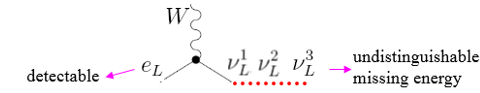 W
detectable
e_L
ν_L^1 ν_L^2 ν_L^3
undistinguishable
missing energy